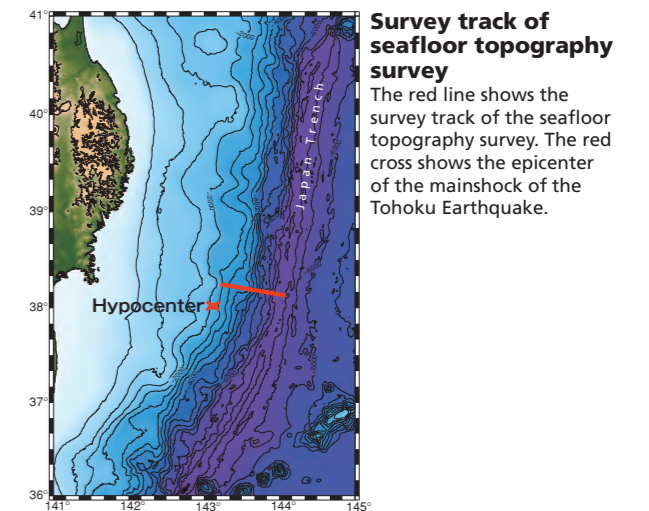 41°
40°
39°
38°
37°
36°
141°
142°
143°
144°
145°
Japan Trench
Hypocenter
Survey track of
seafloor topography
survey
The red line shows the
survey track of the seafloor
topography survey. The red
cross shows the epicenter
of the mainshock of the
Tohoku Earthquake.